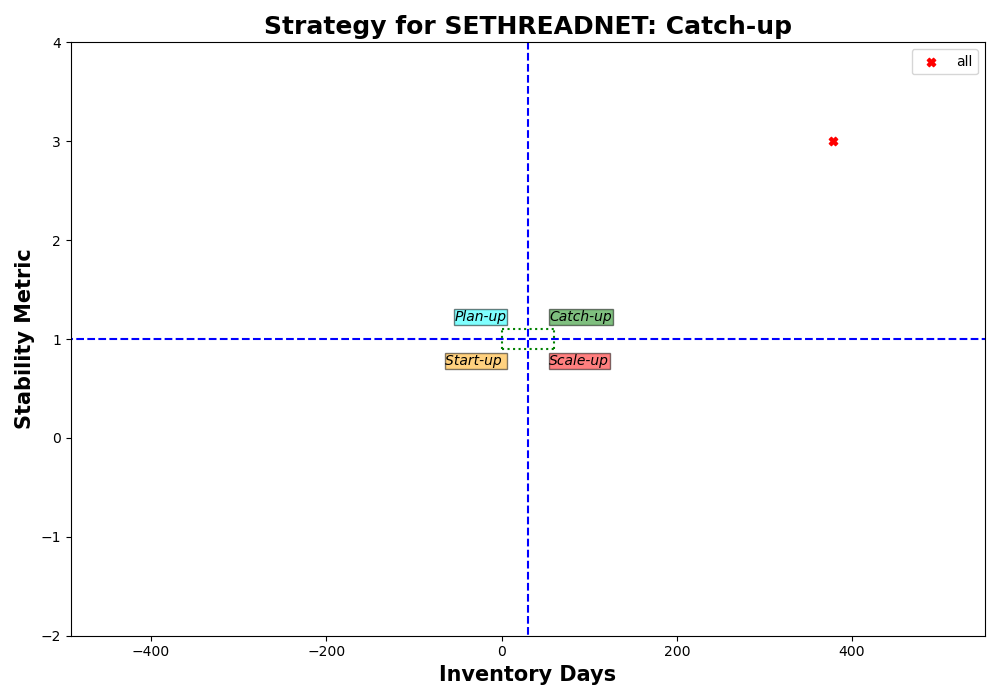 Strategy for SETHREADNET: Catch-up
4
all
3
2
Plan-up
Catch-up
1
Start-up
Scale-up
0
−1
−2
−400
−200
0
200
400
Inventory Days
Stability Metric